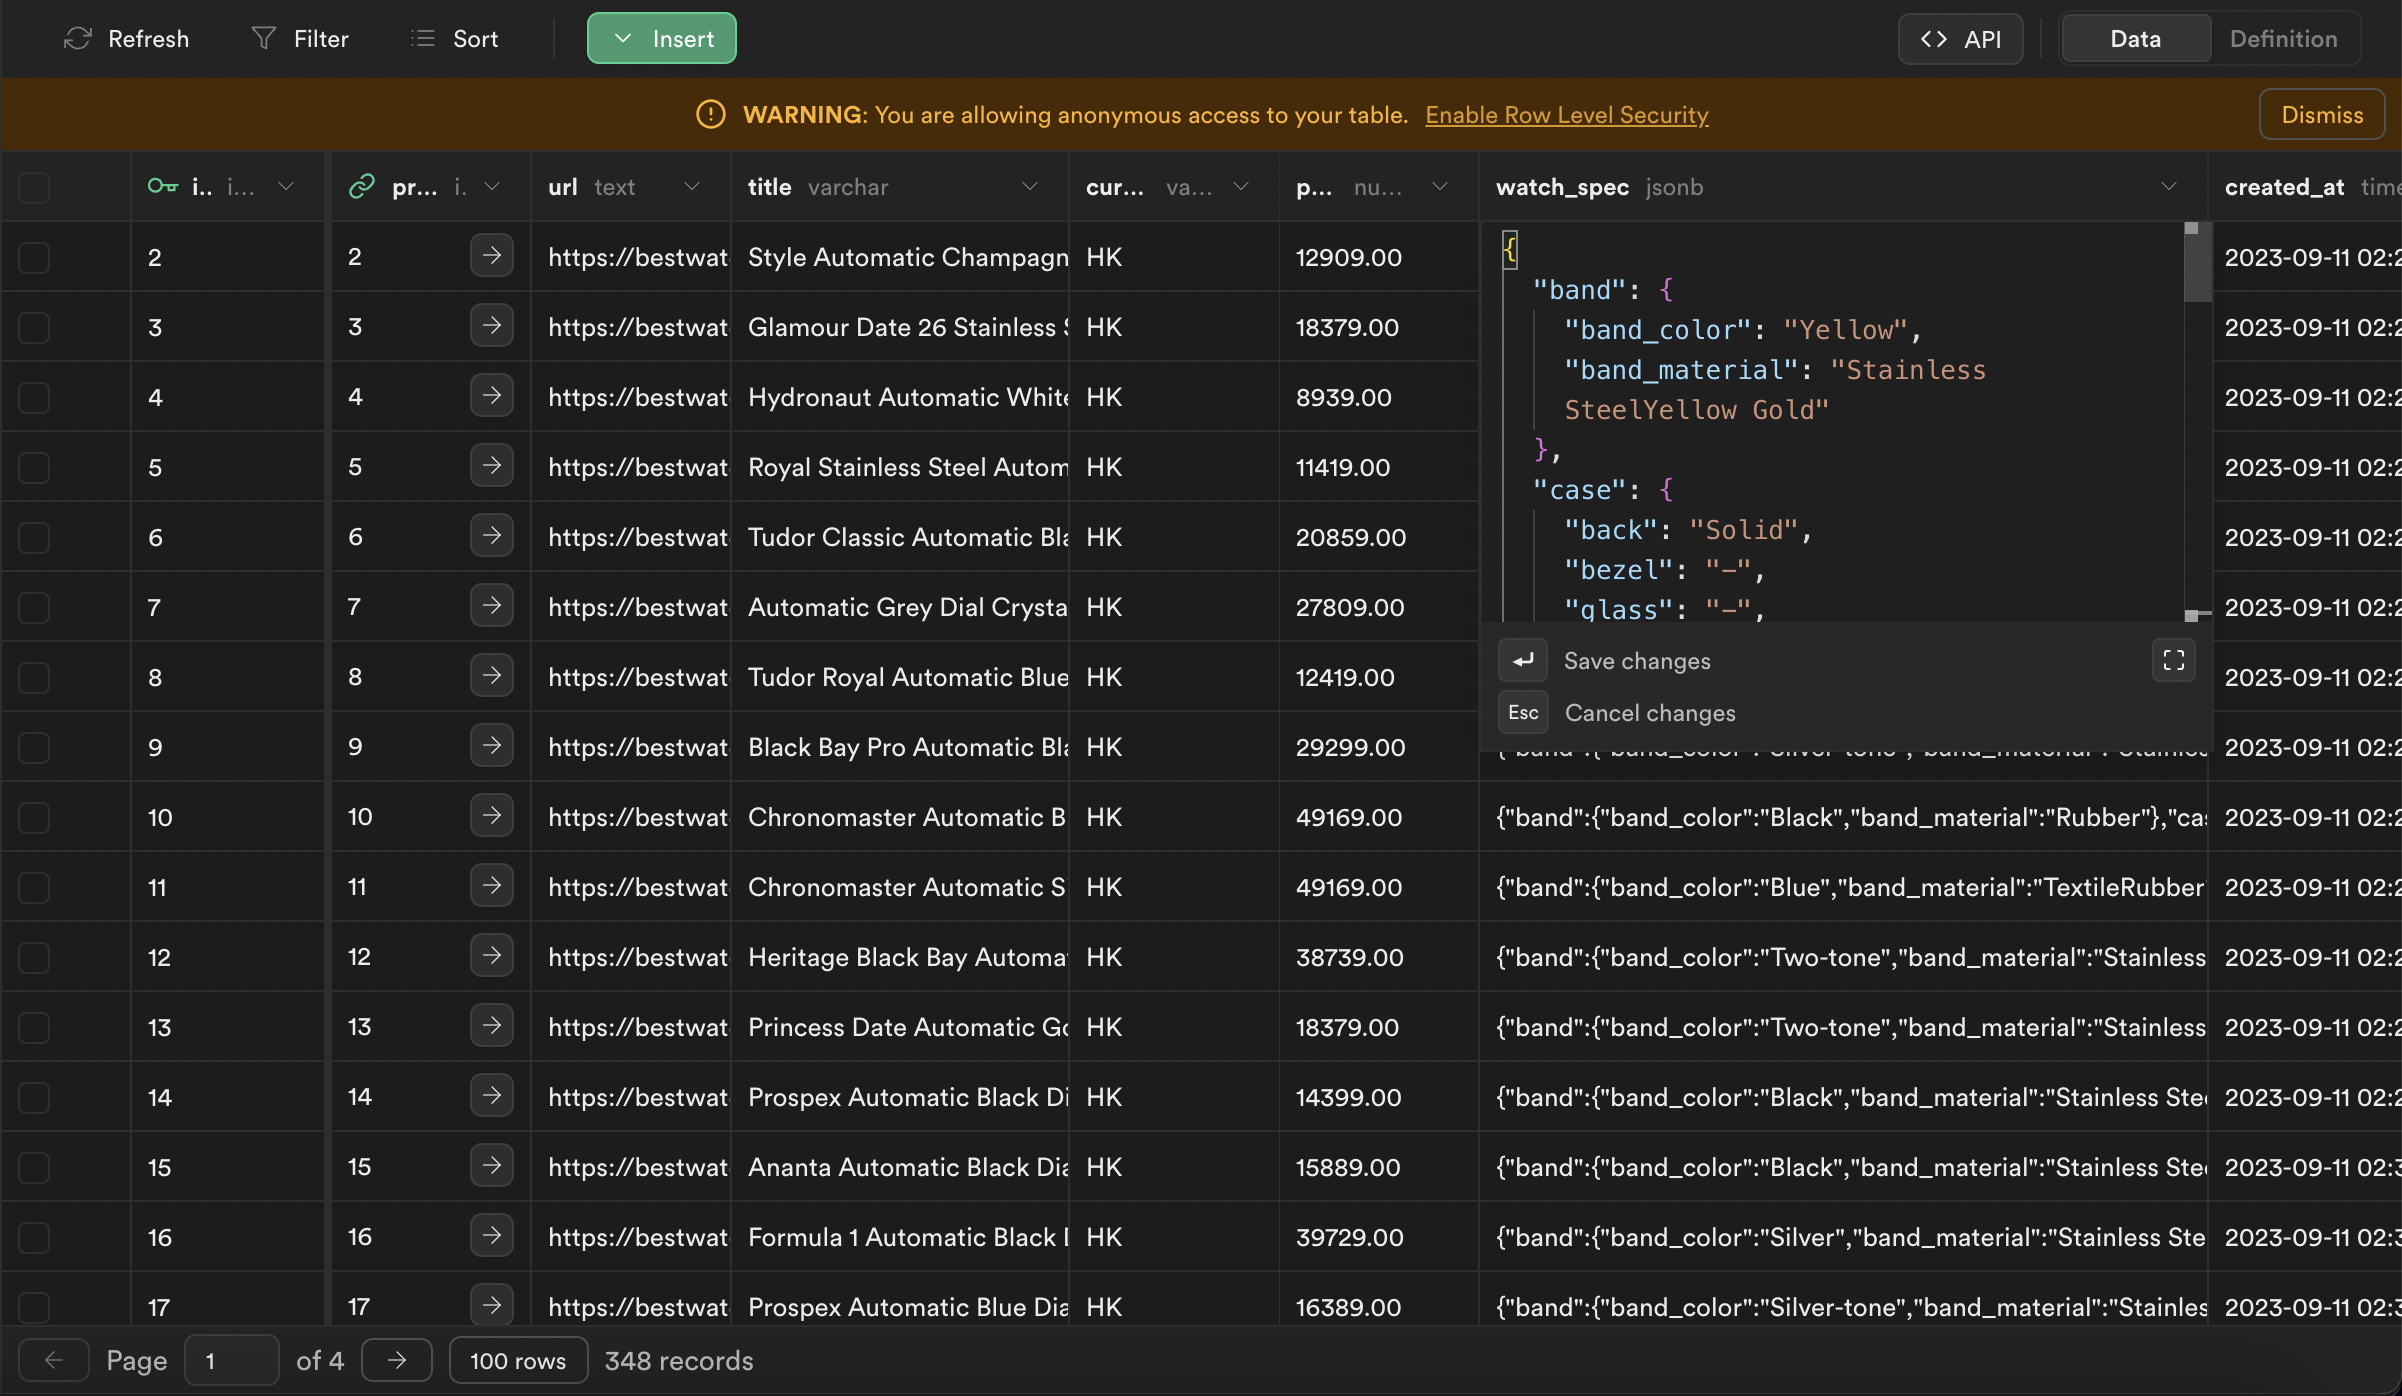 Refresh Filter Sort Insert API Data Definition
WARNING: You are allowing anonymous access to your table. Enable Row Level Security Dismiss
i.. i... pr... i. url text title varchar cur... va... p... nu... watch_spec jsonb created_at time
2 2 https://bestwat Style Automatic Champagn HK 12909.00 2023-09-11 02:2
3 3 https://bestwat Glamour Date 26 Stainless S HK 18379.00 2023-09-11 02:2
4 4 https://bestwat Hydronaut Automatic White HK 8939.00 2023-09-11 02:2
5 5 https://bestwat Royal Stainless Steel Autom HK 11419.00 2023-09-11 02:2
6 6 https://bestwat Tudor Classic Automatic Bla HK 20859.00 2023-09-11 02:2
7 7 https://bestwat Automatic Grey Dial Crysta HK 27809.00 2023-09-11 02:2
8 8 https://bestwat Tudor Royal Automatic Blue HK 12419.00 2023-09-11 02:2
9 9 https://bestwat Black Bay Pro Automatic Bla HK 29299.00 2023-09-11 02:2
{
"band": {
"band_color": "Yellow",
"band_material": "Stainless
SteelYellow Gold"
},
"case": {
"back": "Solid",
"bezel": "—",
"glass": "—",
Save changes
Esc Cancel changes
10 10 https://bestwat Chronomaster Automatic B HK 49169.00 {"band":{"band_color":"Black","band_material":"Rubber"},"ca 2023-09-11 02:2
11 11 https://bestwat Chronomaster Automatic S HK 49169.00 {"band":{"band_color":"Blue","band_material":"TextileRubber" 2023-09-11 02:2
12 12 https://bestwat Heritage Black Bay Automa HK 38739.00 {"band":{"band_color":"Two-tone","band_material":"Stainless 2023-09-11 02:2
13 13 https://bestwat Princess Date Automatic Go HK 18379.00 {"band":{"band_color":"Two-tone","band_material":"Stainless 2023-09-11 02:2
14 14 https://bestwat Prospex Automatic Black Di HK 14399.00 {"band":{"band_color":"Black","band_material":"Stainless Stee 2023-09-11 02:2
15 15 https://bestwat Ananta Automatic Black Dia HK 15889.00 {"band":{"band_color":"Black","band_material":"Stainless Stee 2023-09-11 02:3
16 16 https://bestwat Formula 1 Automatic Black D HK 39729.00 {"band":{"band_color":"Silver","band_material":"Stainless Ste 2023-09-11 02:3
17 17 https://bestwat Prospex Automatic Blue Dia HK 16389.00 {"band":{"band_color":"Silver-tone","band_material":"Stainles 2023-09-11 02:3
Page 1 of 4 100 rows 348 records